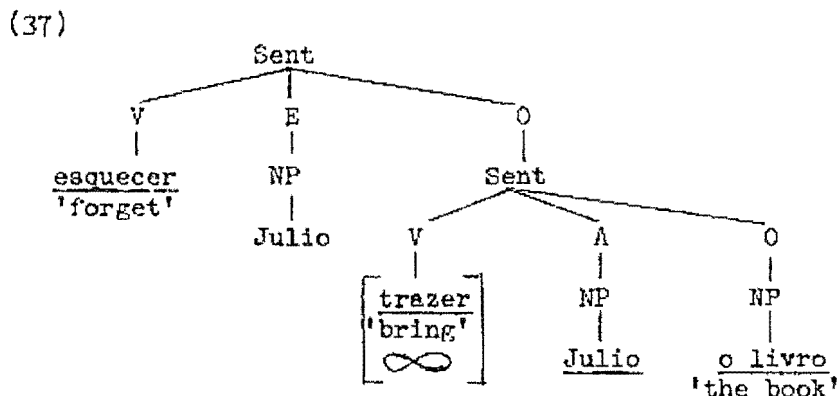 (37)
Sent
V E O
esquecer NP Sent
'forget'
Julio V A O
trazer NP NP
'bring'
∞ Julio o livro
'the book'